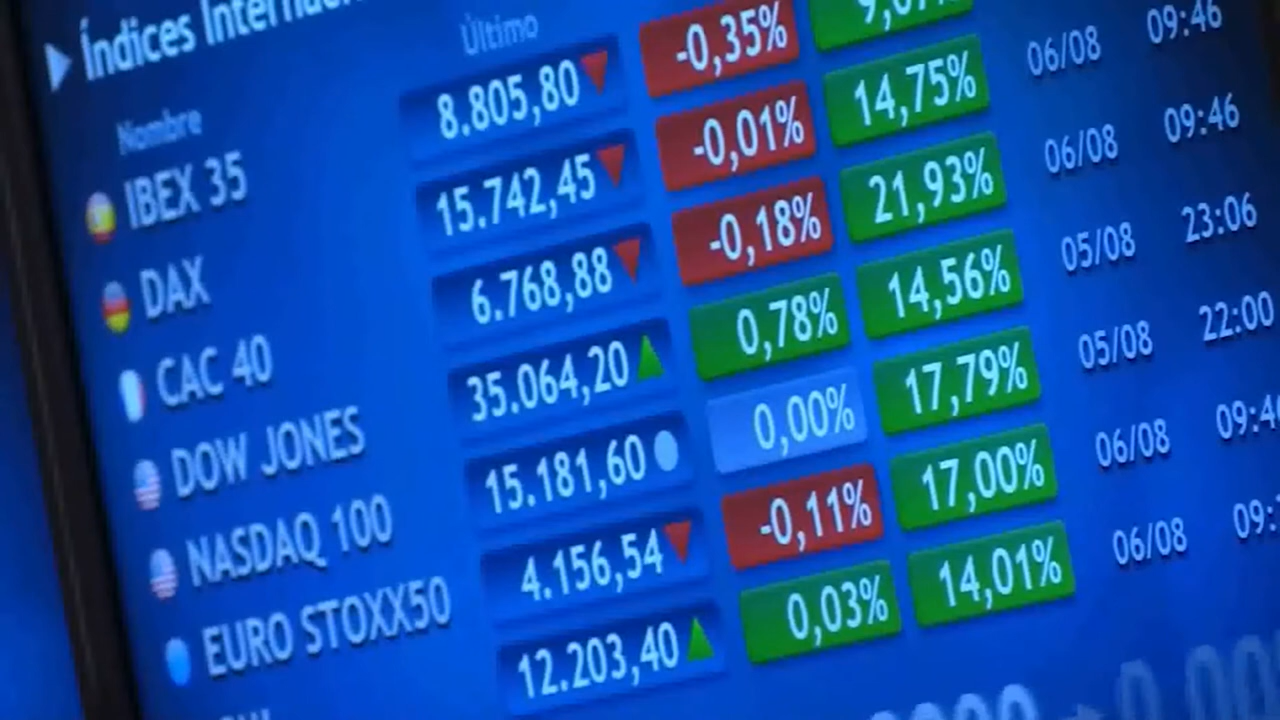 Índices
Nombre Último
IBEX 35 8.805,80 -0,35%
DAX 15.742,45 -0,01% 14,75% 06/08 09:46
CAC 40 6.768,88 -0,18% 21,93% 06/08 09:46
DOW JONES 35.064,20 0,78% 14,56% 05/08 23:06
NASDAQ 100 15.181,60 0,00% 17,79% 05/08 22:00
EURO STOXX50 4.156,54 -0,11% 17,00% 06/08 09:4
12.203,40 0,03% 14,01% 06/08 09: